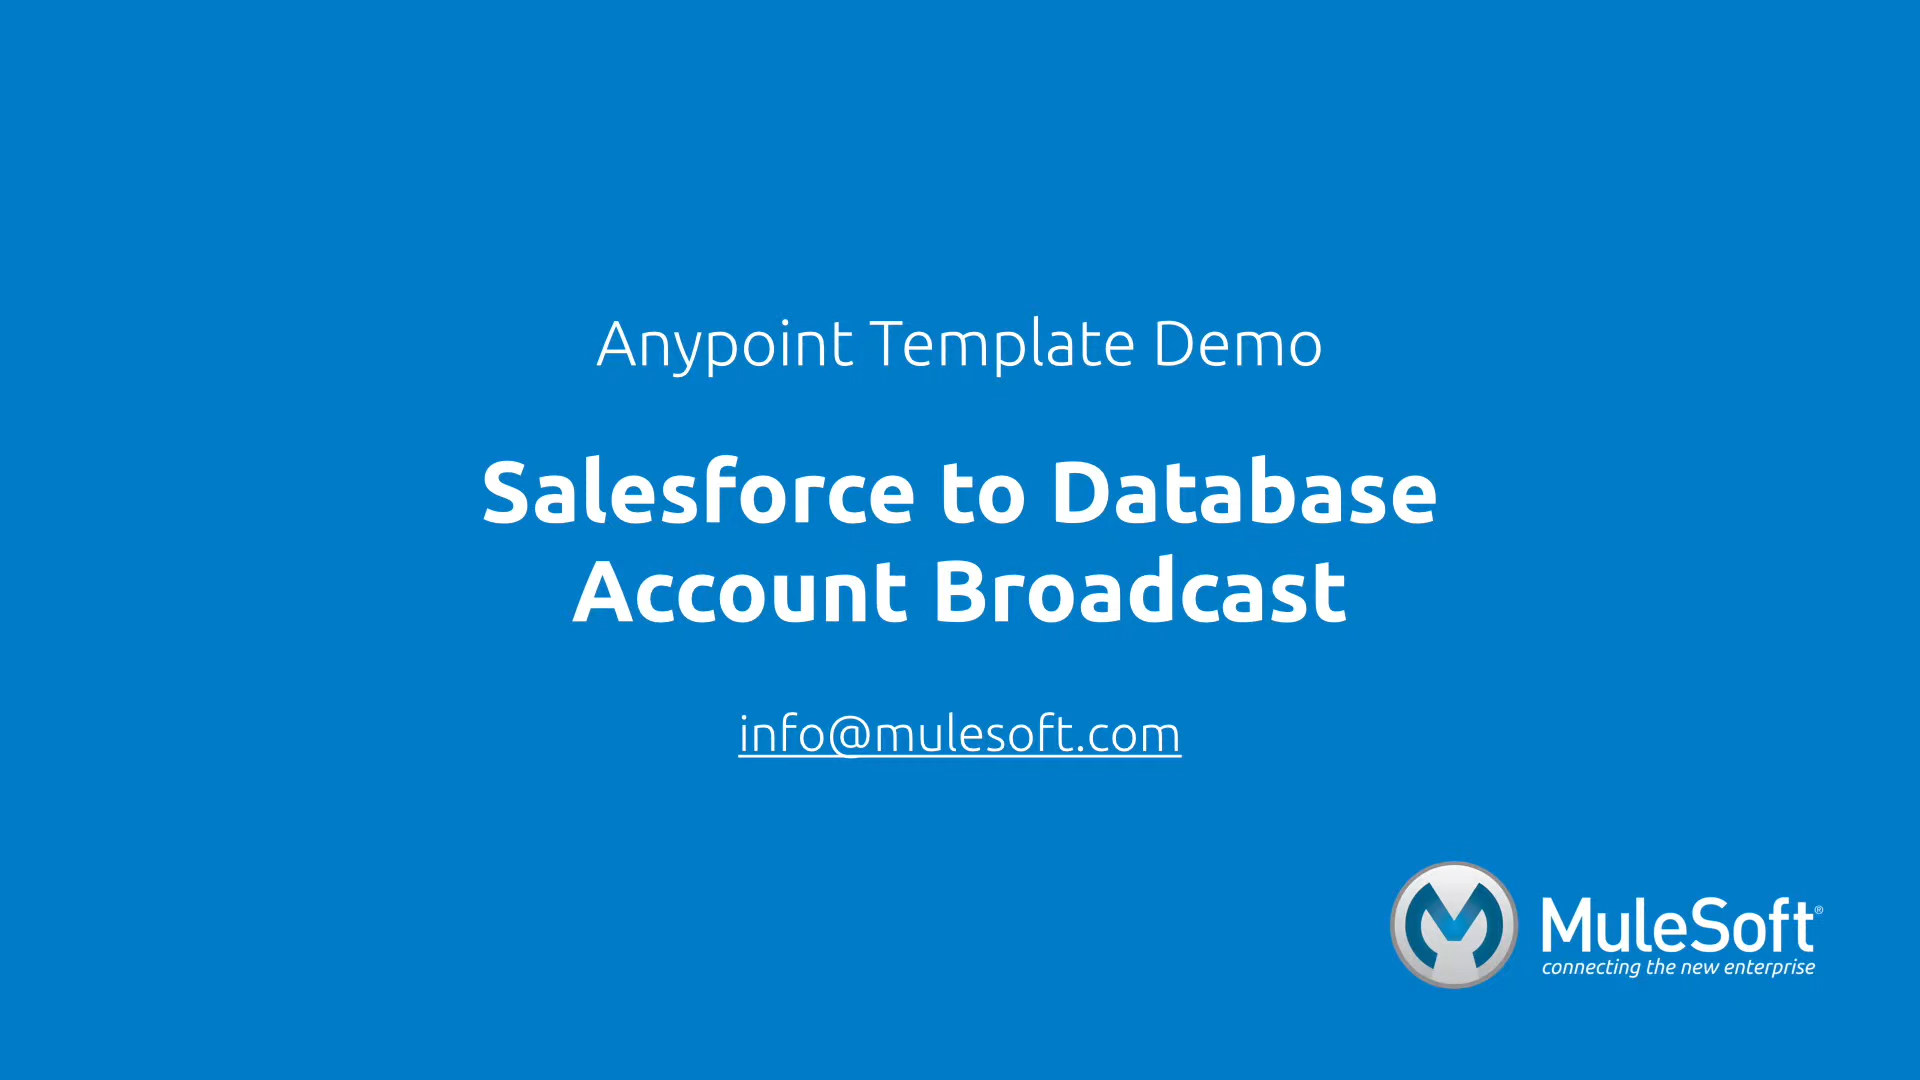 Anypoint Template Demo
Salesforce to Database
Account Broadcast
info@mulesoft.com
MuleSoft®
connecting the new enterprise